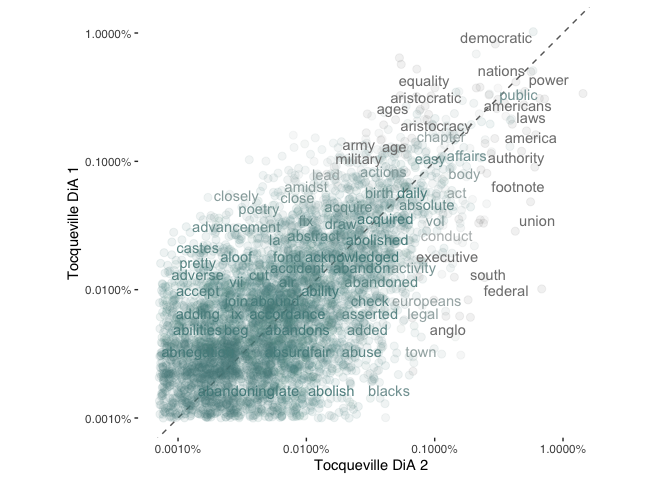 1.0000%
democratic
nations
equality
power
aristocratic
public
ages
americans
laws
aristocracy
chapter
america
army
age
military
easy
affairs
authority
0.1000%
lead
actions
body
amidst
footnote
closely
close
birth
daily
act
poetry
acquire
absolute
fix
draw
acquired
vol
union
advancement
la
abstract
abolished
conduct
castes
pretty
aloof
fond
acknowledged
executive
adverse
vii
cut
accident
abandon
activity
south
air
abandoned
accept
ability
federal
0.0100%
join
abound
check
europeans
adding
ix
accordance
asserted
legal
abilities
beg
abandons
added
anglo
absurd
fair
abuse
town
abandoning
late
abolish
blacks
0.0010%
0.0010%
0.0100%
0.1000%
1.0000%
Tocqueville DiA 2
Tocqueville DiA 1